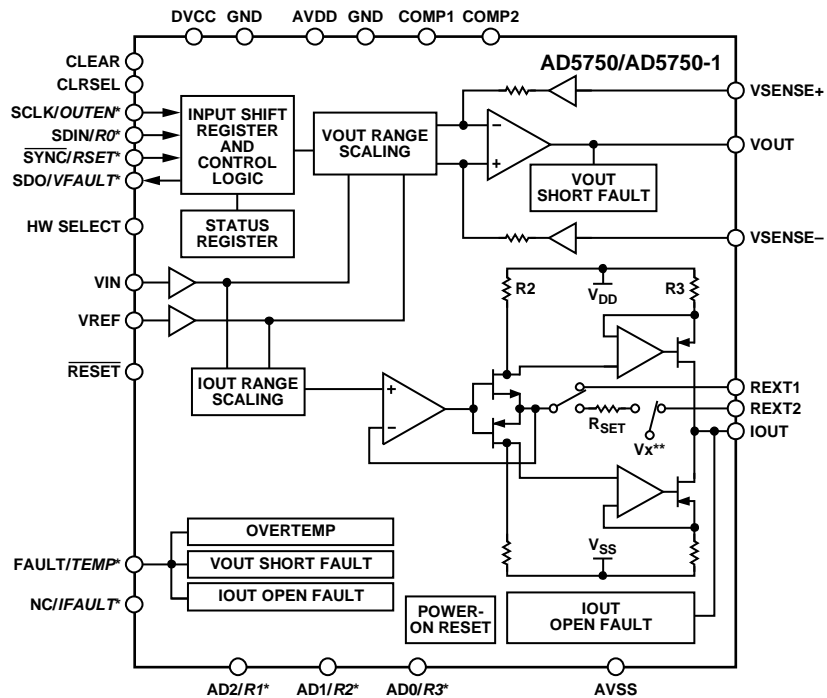 DVCC GND AVDD GND COMP1 COMP2
AD5750/AD5750-1
CLEAR
CLRSEL
SCLK/OUTEN*
SDIN/R0*
SYNC/RSET*
SDO/VFAULT*
HW SELECT
VIN
VREF
RESET
FAULT/TEMP*
NC/IFAULT*
INPUT SHIFT
REGISTER
AND
CONTROL
LOGIC
STATUS
REGISTER
VOUT RANGE
SCALING
IOUT RANGE
SCALING
−
+
VOUT
SHORT FAULT
VSENSE+
VOUT
VSENSE−
R2
VDD
R3
+
−
RSET
Vx**
REXT1
REXT2
IOUT
VSS
OVERTEMP
VOUT SHORT FAULT
IOUT OPEN FAULT
POWER-
ON RESET
IOUT
OPEN FAULT
AD2/R1* AD1/R2* AD0/R3* AVSS